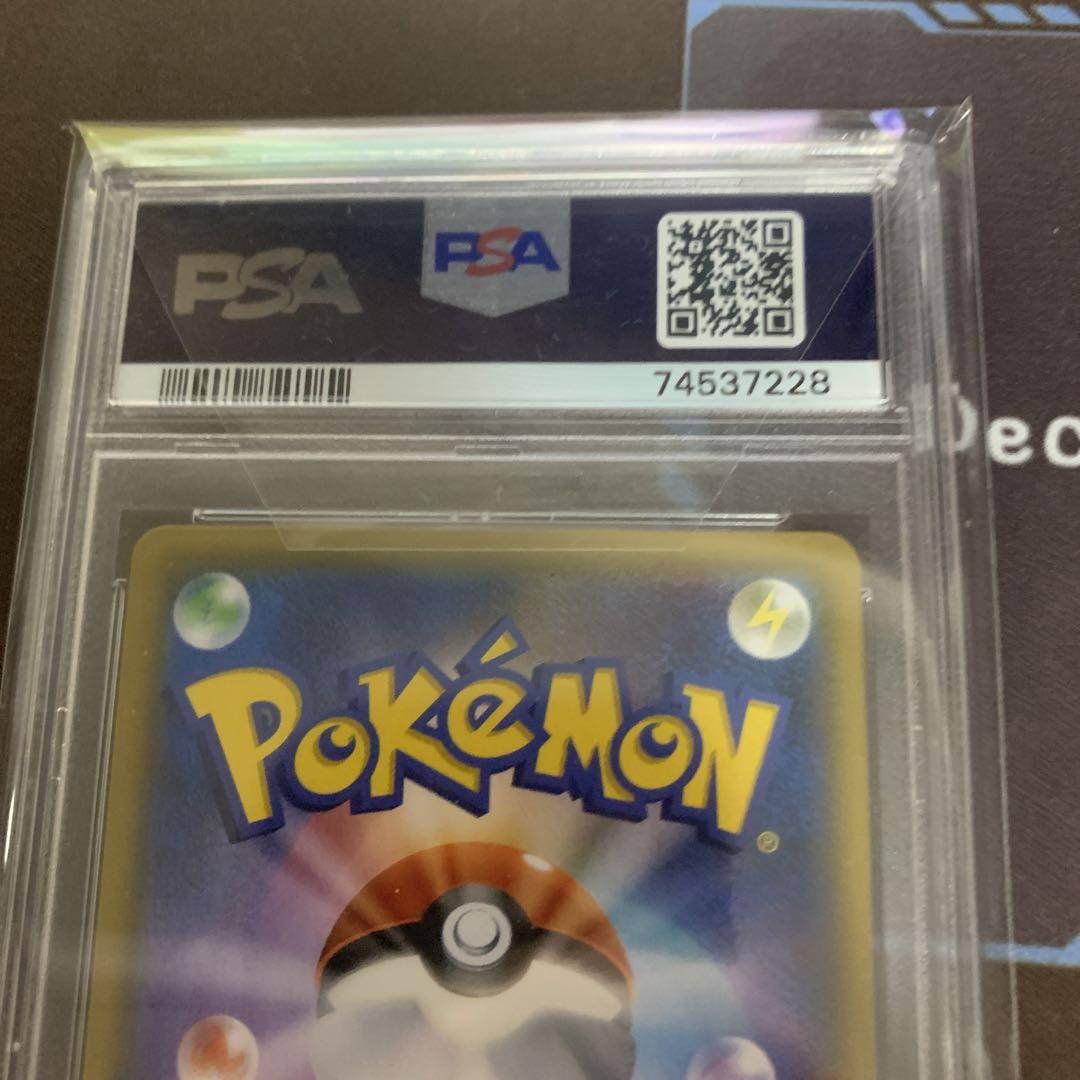 PSA
PSA
74537228
Dec
POKéMON
®